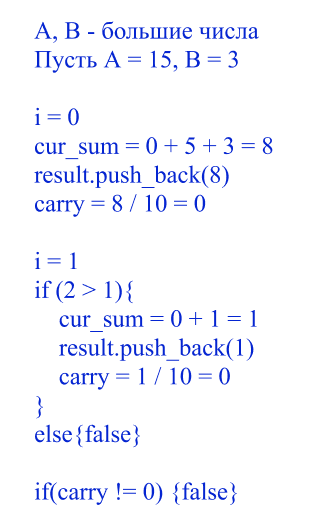 A, B - большие числа
Пусть A = 15, B = 3
i = 0
cur_sum = 0 + 5 + 3 = 8
result.push_back(8)
carry = 8 / 10 = 0
i = 1
if (2 > 1){
cur_sum = 0 + 1 = 1
result.push_back(1)
carry = 1 / 10 = 0
}
else{false}
if(carry != 0) {false}